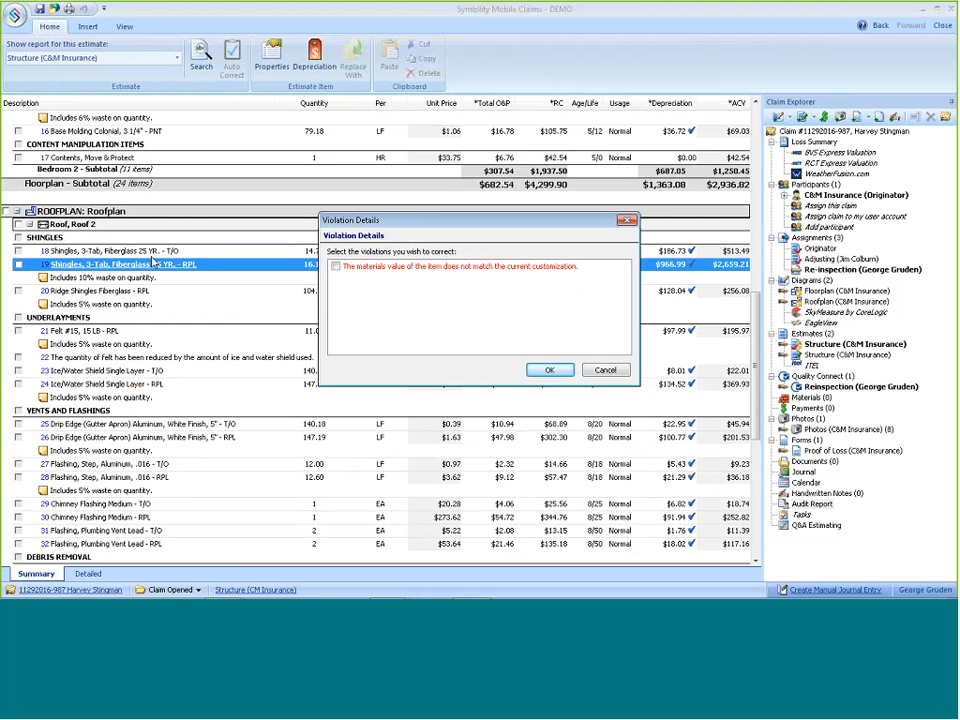 Symbility Mobile Claims - DEMO
Home Insert View
Back Forward Close
Show report for this estimate:
Structure (C&M Insurance)
Search Auto Correct Properties Depreciation Replace With Paste Cut Copy Delete
Estimate Estimate Item Clipboard
Description Quantity Per Unit Price *Total O&P *RC Age/Life Usage *Depreciation *ACV
Includes 6% waste on quantity.
16 Base Molding Colonial, 3 1/4" - PNT 79.18 LF $1.06 $16.78 $105.75 5/12 Normal $36.72 $69.03
CONTENT MANIPULATION ITEMS
17 Contents, Move & Protect 1 HR $33.75 $6.76 $42.54 5/0 Normal $0.00 $42.54
Bedroom 2 - Subtotal (11 items) $307.54 $1,937.50 $687.05 $1,250.45
Floorplan - Subtotal (24 items) $682.54 $4,299.90 $1,363.08 $2,936.82
ROOFPLAN: Roofplan
Roof, Roof 2
SHINGLES
18 Shingles, 3-Tab, Fiberglass 25 YR. - T/O 14.7 $186.73 $513.49
19 Shingles, 3-Tab, Fiberglass 25 YR. - RPL 16.1 $966.99 $2,659.21
Includes 10% waste on quantity.
20 Ridge Shingles Fiberglass - RPL 104. $128.04 $256.08
Includes 5% waste on quantity.
UNDERLAYMENTS
21 Felt #15, 15 LB - RPL 11.0 $97.99 $195.97
Includes 5% waste on quantity.
22 The quantity of felt has been reduced by the amount of ice and water shield used.
23 Ice/Water Shield Single Layer - T/O 140. $8.01 $22.01
24 Ice/Water Shield Single Layer - RPL 147. $134.52 $369.93
Includes 5% waste on quantity.
VENTS AND FLASHINGS
25 Drip Edge (Gutter Apron) Aluminum, White Finish, 5" - T/O 140.18 LF $0.39 $10.94 $68.89 8/20 Normal $22.95 $45.94
26 Drip Edge (Gutter Apron) Aluminum, White Finish, 5" - RPL 147.19 LF $1.63 $47.98 $302.30 8/20 Normal $100.77 $201.53
Includes 5% waste on quantity.
27 Flashing, Step, Aluminum, .016 - T/O 12.00 LF $0.97 $2.32 $14.66 8/18 Normal $5.43 $9.23
28 Flashing, Step, Aluminum, .016 - RPL 12.60 LF $3.62 $9.12 $57.47 8/18 Normal $21.29 $36.18
Includes 5% waste on quantity.
29 Chimney Flashing Medium - T/O 1 EA $20.28 $4.06 $25.56 8/30 Normal $6.82 $18.74
30 Chimney Flashing Medium - RPL 1 EA $273.62 $54.72 $344.76 8/30 Normal $91.94 $252.82
31 Flashing, Plumbing Vent Lead - T/O 2 EA $5.22 $2.08 $13.15 8/50 Normal $1.76 $11.39
32 Flashing, Plumbing Vent Lead - RPL 2 EA $53.64 $21.46 $135.18 8/50 Normal $18.02 $117.16
DEBRIS REMOVAL
Summary Detailed
11292016-987 Harvey Stingman Claim Opened Structure (CM Insurance) Create Manual Journal Entry George Gruden
Violation Details
Violation Details
Select the violations you wish to correct:
The materials value of the item does not match the current customization.
OK Cancel
Claim Explorer
Claim #11292016-987, Harvey Stingman
Loss Summary
BVS Express Valuation
RCT Express Valuation
WeatherFusion.com
Participants (1)
C&M Insurance (Originator)
Assign this claim
Assign claim to my user account
Add participant
Assignments (3)
Originator
Adjusting (Jim Colburn)
Re-inspection (George Gruden)
Diagrams (2)
Floorplan (C&M Insurance)
Roofplan (C&M Insurance)
SkyMeasure by CoreLogic
EagleView
Estimates (2)
Structure (George Gruden)
Structure (C&M Insurance)
ITEL
Quality Connect (1)
Reinspection (George Gruden)
Materials (0)
Payments (0)
Photos (1)
Photos (C&M Insurance) (8)
Forms (1)
Proof of Loss (C&M Insurance)
Documents (0)
Journal
Calendar
Handwritten Notes (0)
Audit Report
Tasks
Q&A Estimating